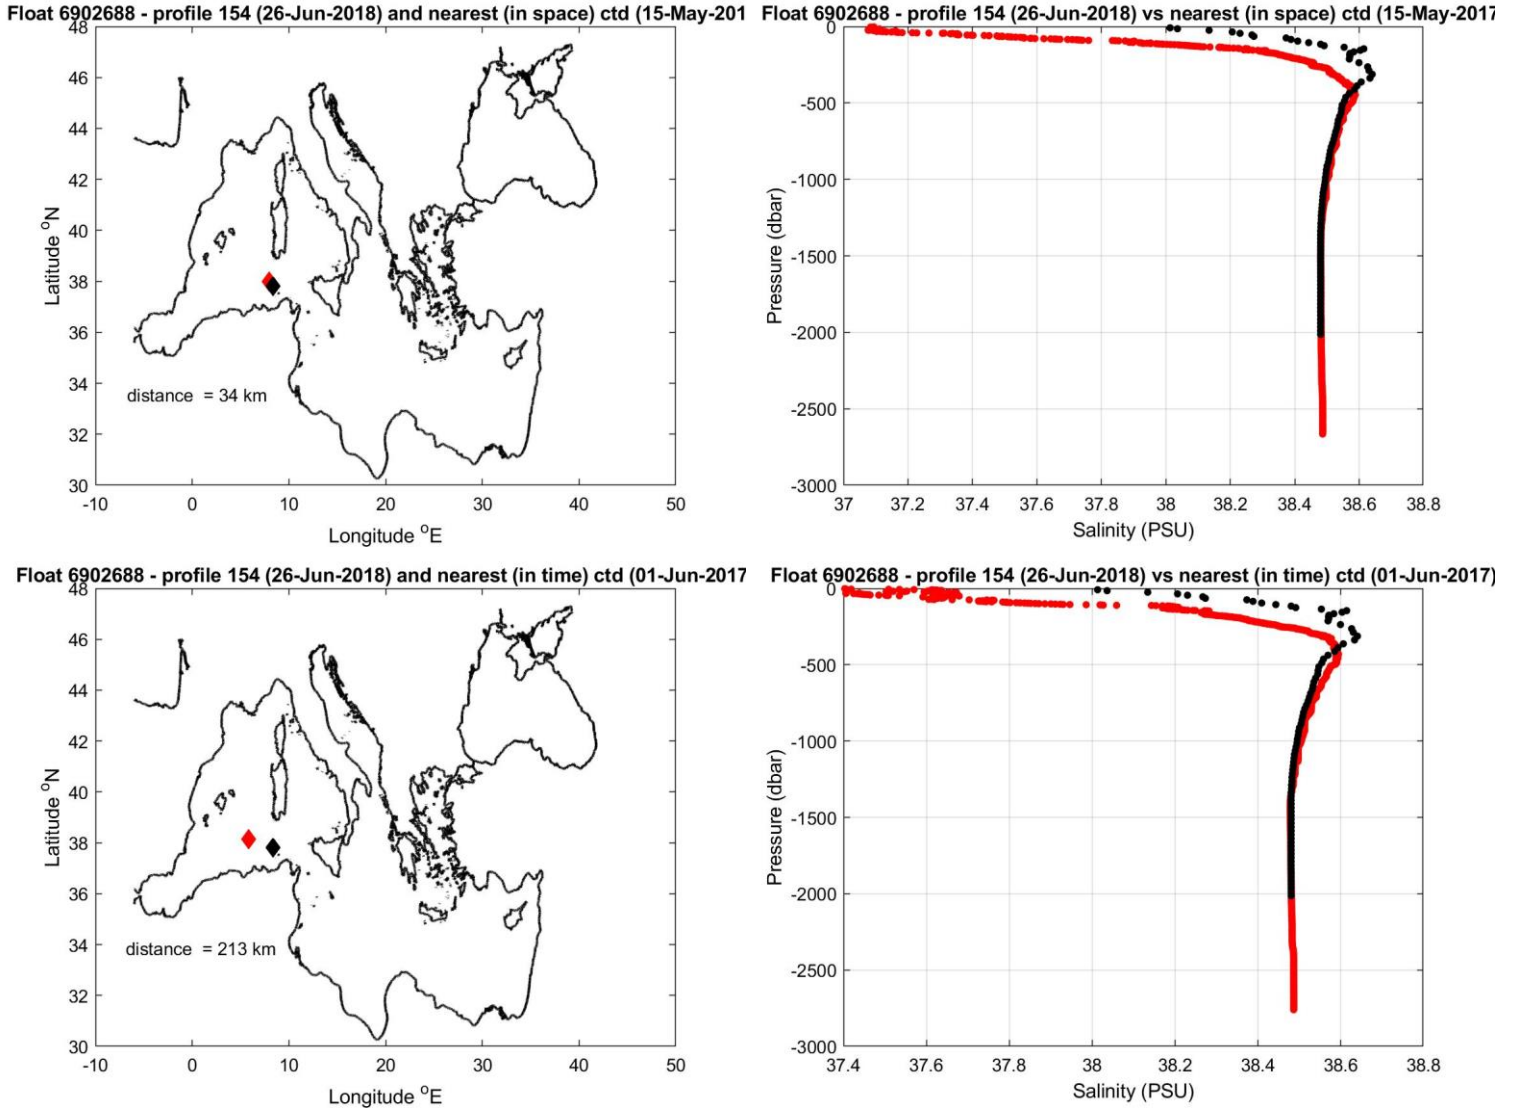 Float 6902688 - profile 154 (26-Jun-2018) and nearest (in space) ctd (15-May-201
48
46
44
42
40
38
36
34
32
30
-10 0 10 20 30 40 50
Latitude °N
Longitude °E
distance = 34 km
Float 6902688 - profile 154 (26-Jun-2018) vs nearest (in space) ctd (15-May-2017
0
-500
-1000
-1500
-2000
-2500
-3000
37 37.2 37.4 37.6 37.8 38 38.2 38.4 38.6 38.8
Pressure (dbar)
Salinity (PSU)
Float 6902688 - profile 154 (26-Jun-2018) and nearest (in time) ctd (01-Jun-2017
48
46
44
42
40
38
36
34
32
30
-10 0 10 20 30 40 50
Latitude °N
Longitude °E
distance = 213 km
Float 6902688 - profile 154 (26-Jun-2018) vs nearest (in time) ctd (01-Jun-2017)
0
-500
-1000
-1500
-2000
-2500
-3000
37.4 37.6 37.8 38 38.2 38.4 38.6 38.8
Pressure (dbar)
Salinity (PSU)